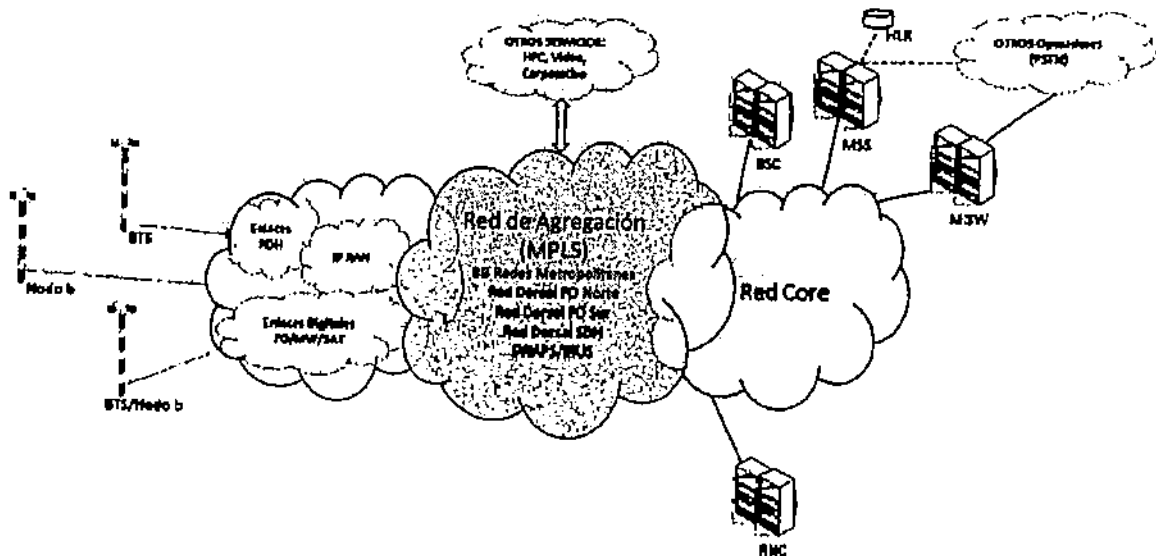 OTROS SERVICIOS:
HFC, Video,
Corporativo
HLR
OTROS Operadores
(PSTN)
BSC
MSS
MGW
BTS
Nodo b
BTS/Nodo b
Enlaces
PDH
IP RAN
Enlaces Digitales
FO/MW/SAT
Red de Agregación
(MPLS)
Redes Metropolitanas
Red Dorsal FO Norte
Red Dorsal FO Sur
Red Dorsal SDH
Red Core
RNC